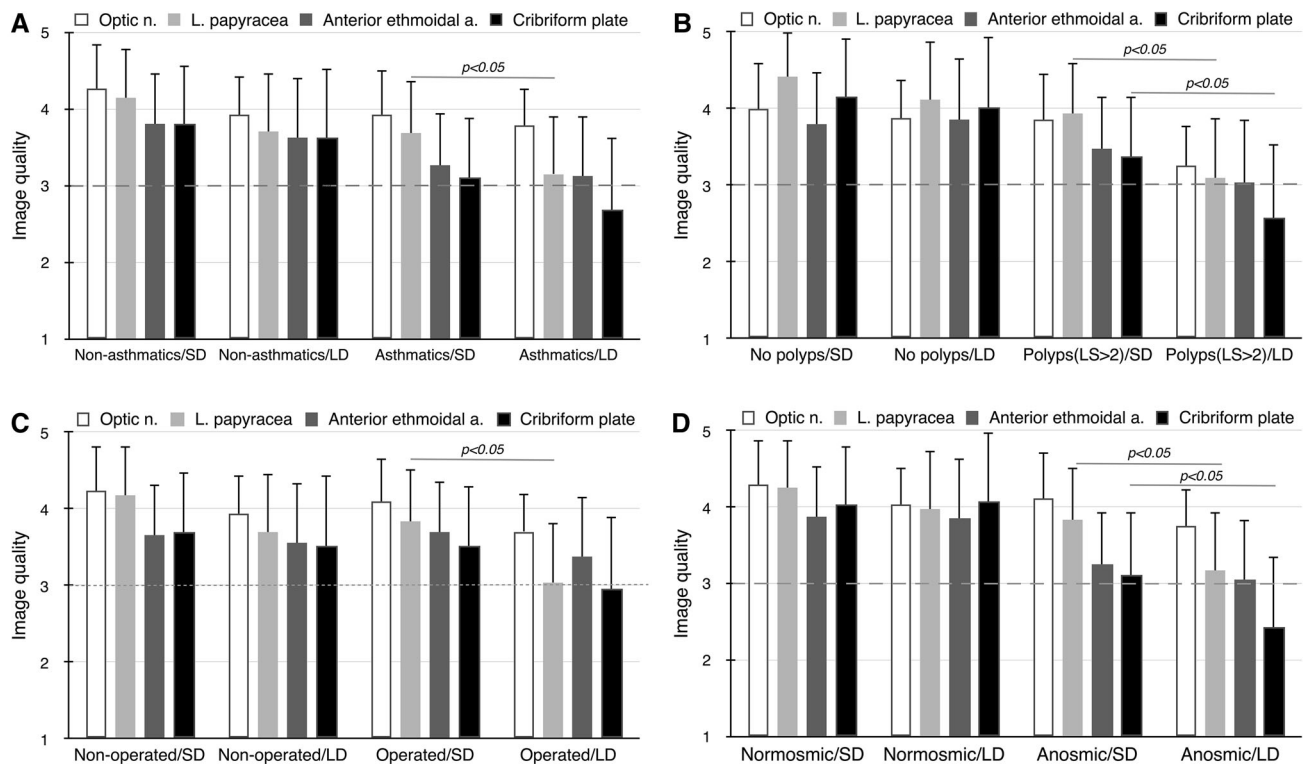 A
Optic n. L. papyracea Anterior ethmoidal a. Cribriform plate
5
4
3
2
1
Image quality
p<0.05
Non-asthmatics/SD Non-asthmatics/LD Asthmatics/SD Asthmatics/LD
B
Optic n. L. papyracea Anterior ethmoidal a. Cribriform plate
5
4
3
2
1
Image quality
p<0.05
p<0.05
No polyps/SD No polyps/LD Polyps(LS>2)/SD Polyps(LS>2)/LD
C
Optic n. L. papyracea Anterior ethmoidal a. Cribriform plate
5
4
3
2
1
Image quality
p<0.05
Non-operated/SD Non-operated/LD Operated/SD Operated/LD
D
Optic n. L. papyracea Anterior ethmoidal a. Cribriform plate
5
4
3
2
1
Image quality
p<0.05
p<0.05
Normosmic/SD Normosmic/LD Anosmic/SD Anosmic/LD